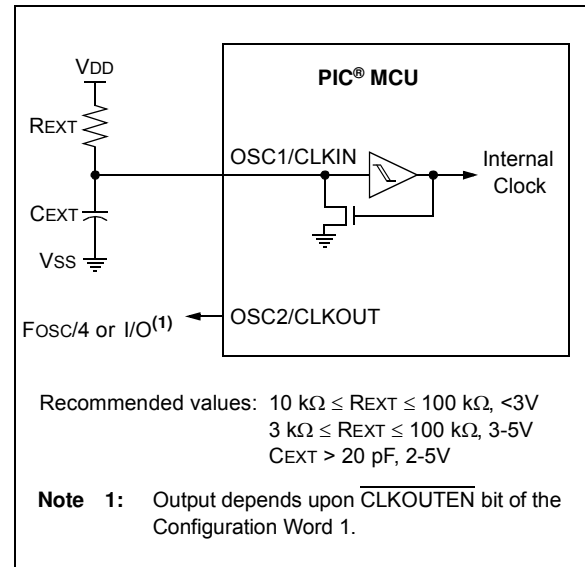 VDD
PIC® MCU
REXT
OSC1/CLKIN
Internal
Clock
CEXT
VSS
OSC2/CLKOUT
FOSC/4 or I/O(1)
Recommended values: 10 kΩ ≤ REXT ≤ 100 kΩ, <3V
3 kΩ ≤ REXT ≤ 100 kΩ, 3-5V
CEXT > 20 pF, 2-5V
Note 1: Output depends upon CLKOUTEN bit of the
Configuration Word 1.